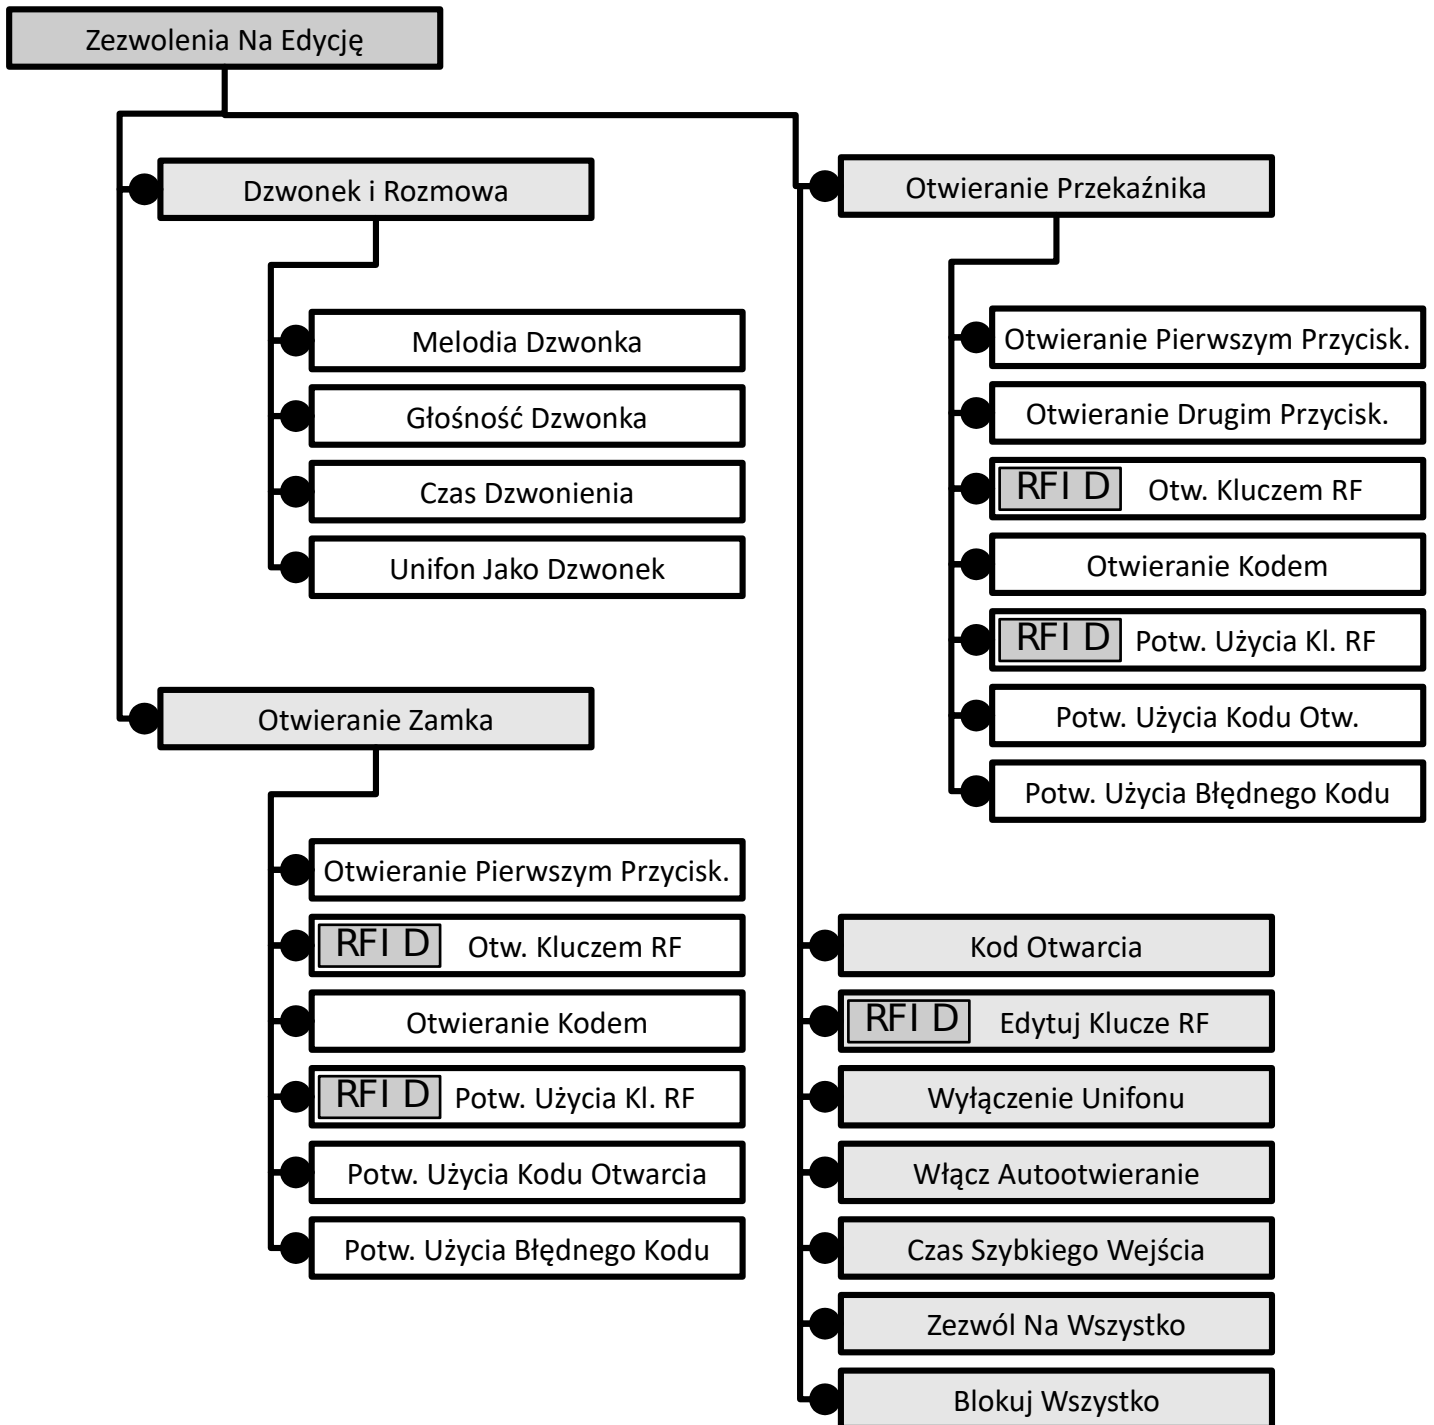 Zezwolenia Na Edycję
Dzwonek i Rozmowa
Melodia Dzwonka
Głośność Dzwonka
Czas Dzwonienia
Unifon Jako Dzwonek
Otwieranie Zamka
Otwieranie Pierwszym Przycisk.
RFI D Otw. Kluczem RF
Otwieranie Kodem
RFI D Potw. Użycia Kl. RF
Potw. Użycia Kodu Otwarcia
Potw. Użycia Błędnego Kodu
Otwieranie Przekaźnika
Otwieranie Pierwszym Przycisk.
Otwieranie Drugim Przycisk.
RFI D Otw. Kluczem RF
Otwieranie Kodem
RFI D Potw. Użycia Kl. RF
Potw. Użycia Kodu Otw.
Potw. Użycia Błędnego Kodu
Kod Otwarcia
RFI D Edytuj Klucze RF
Wyłączenie Unifonu
Włącz Autootwieranie
Czas Szybkiego Wejścia
Zezwól Na Wszystko
Blokuj Wszystko